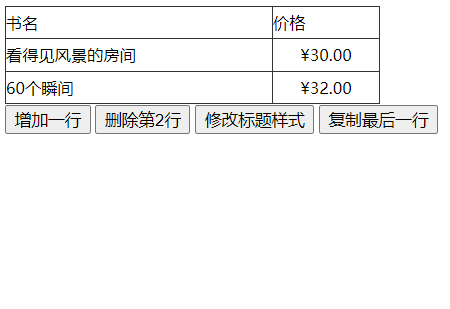 书名 价格
看得见风景的房间 ¥30.00
60个瞬间 ¥32.00
增加一行 删除第2行 修改标题样式 复制最后一行